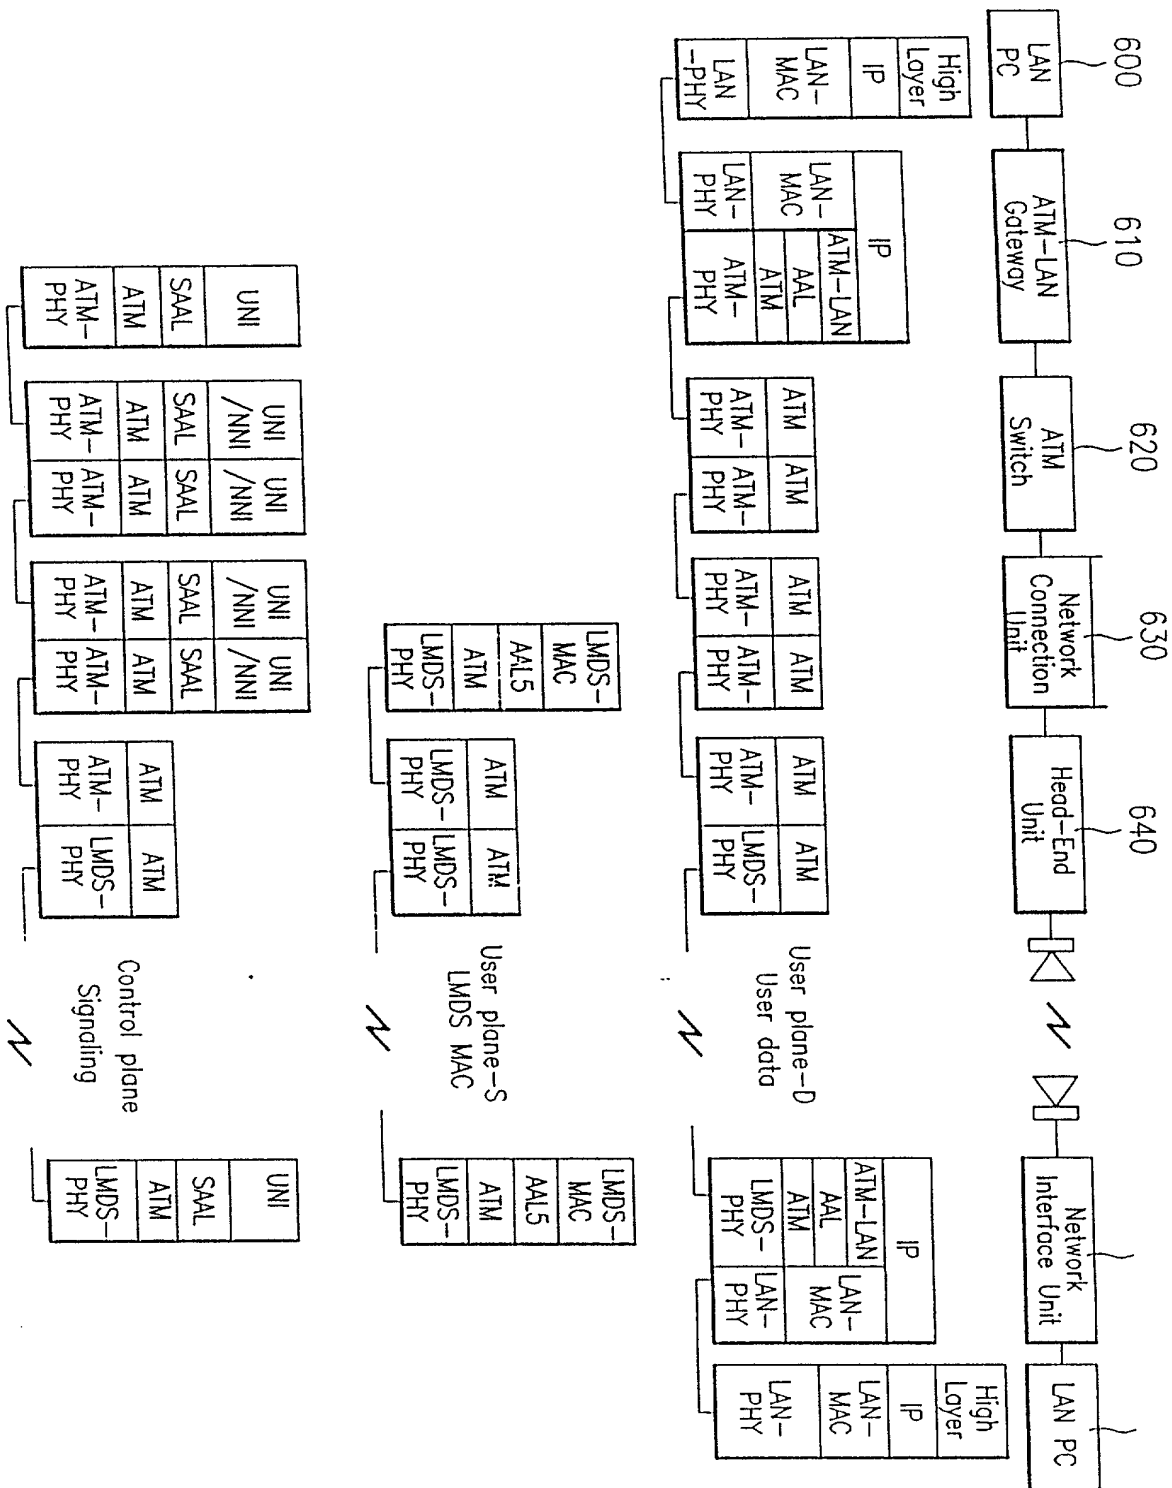 600
610
620
630
640
LAN
PC
ATM-LAN
Gateway
ATM
Switch
Network
Connection
Unit
Head-End
Unit
Network
Interface Unit
LAN PC
High
Layer
IP
LAN-
MAC
LAN
-PHY
IP
LAN-
MAC
LAN-
PHY
ATM-LAN
AAL
ATM
ATM-
PHY
ATM
ATM-
PHY
ATM
ATM-
PHY
ATM
ATM-
PHY
ATM
ATM-
PHY
ATM
ATM-
PHY
ATM
LMDS-
PHY
User plane-D
User data
IP
ATM-LAN
AAL
ATM
LMDS-
PHY
LAN-
MAC
LAN-
PHY
High
Layer
IP
LAN-
MAC
LAN-
PHY
LMDS-
MAC
AAL5
ATM
LMDS-
PHY
ATM
LMDS-
PHY
ATM
LMDS-
PHY
User plane-S
LMDS MAC
LMDS-
MAC
AAL5
ATM
LMDS-
PHY
UNI
SAAL
ATM
ATM-
PHY
UNI
/NNI
SAAL
ATM
ATM-
PHY
UNI
/NNI
SAAL
ATM
ATM-
PHY
UNI
/NNI
SAAL
ATM
ATM-
PHY
UNI
/NNI
SAAL
ATM
ATM-
PHY
ATM
ATM-
PHY
ATM
LMDS-
PHY
Control plane
Signaling
UNI
SAAL
ATM
LMDS-
PHY